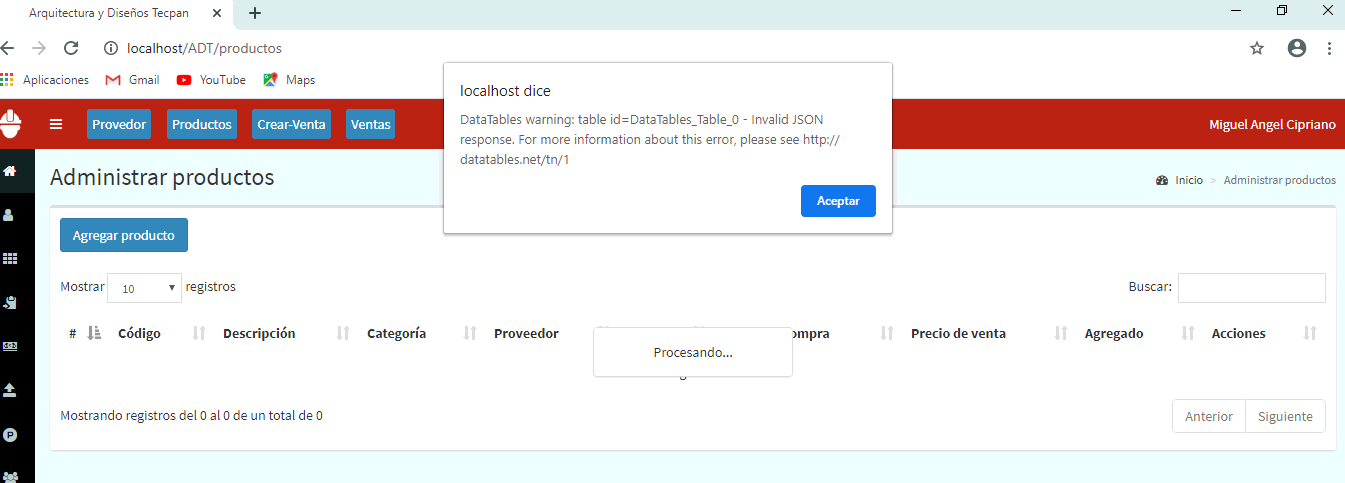 Arquitectura y Diseños Tecpan
localhost/ADT/productos
Aplicaciones Gmail YouTube Maps
localhost dice
DataTables warning: table id=DataTables_Table_0 - Invalid JSON
response. For more information about this error, please see http://
datatables.net/tn/1
Aceptar
Provedor Productos Crear-Venta Ventas Miguel Angel Cipriano
Administrar productos
Inicio > Administrar productos
Agregar producto
Mostrar 10 registros Buscar:
# Código Descripción Categoría Proveedor ompra Precio de venta Agregado Acciones
Procesando...
Mostrando registros del 0 al 0 de un total de 0
Anterior Siguiente